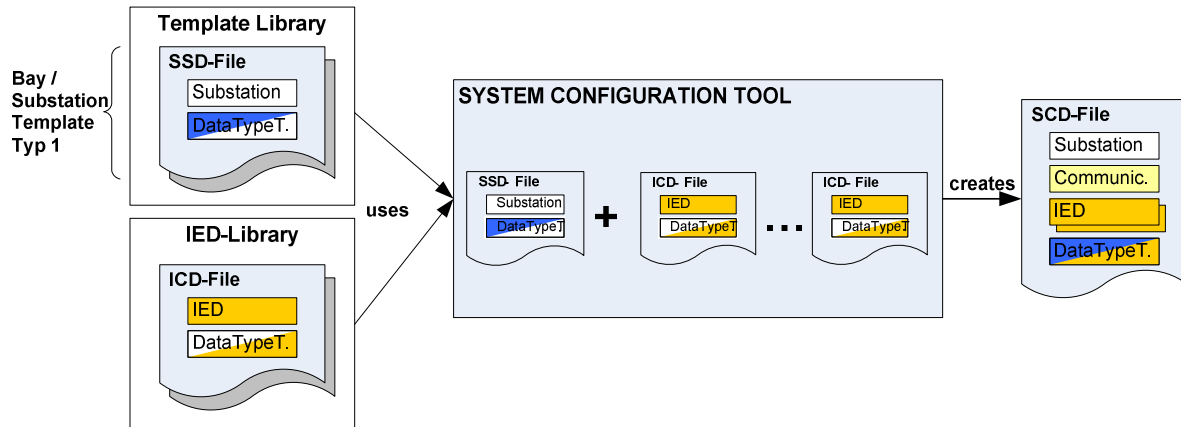 Template Library
SSD-File
Substation
DataTypeT.
Bay /
Substation
Template
Typ 1
IED-Library
ICD-File
IED
DataTypeT.
uses
SYSTEM CONFIGURATION TOOL
SSD- File
Substation
DataTypeT
+
ICD- File
IED
DataTypeT
...
ICD- File
IED
DataTypeT
creates
SCD-File
Substation
Communic.
IED
DataTypeT.